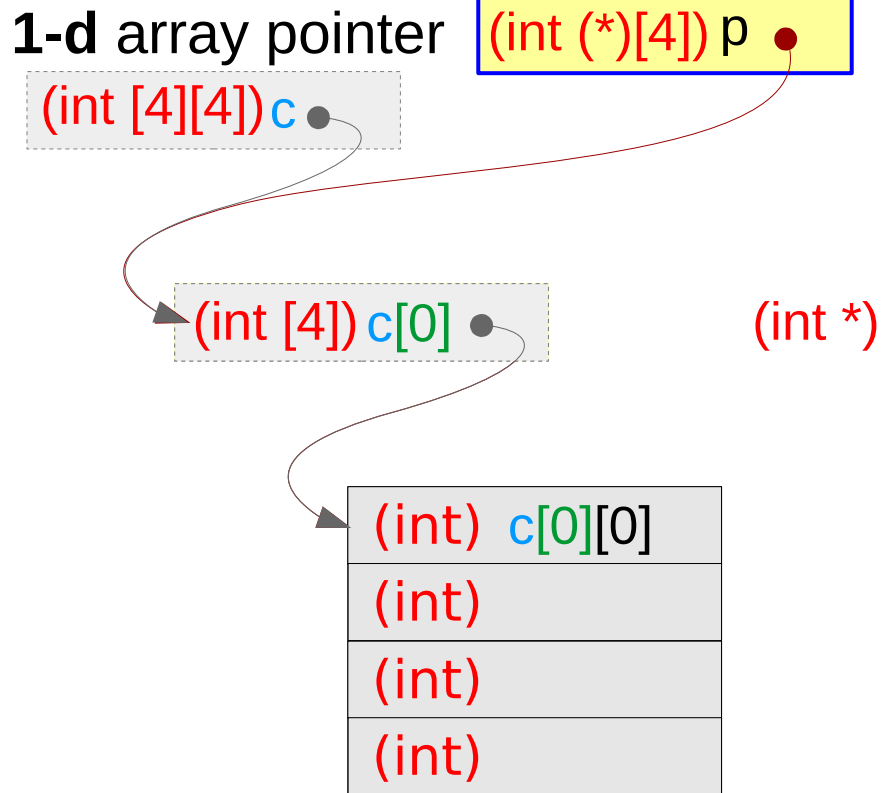 1-d array pointer (int (*)[4]) p
(int [4][4]) c
(int [4]) c[0] (int *)
(int) c[0][0]
(int)
(int)
(int)